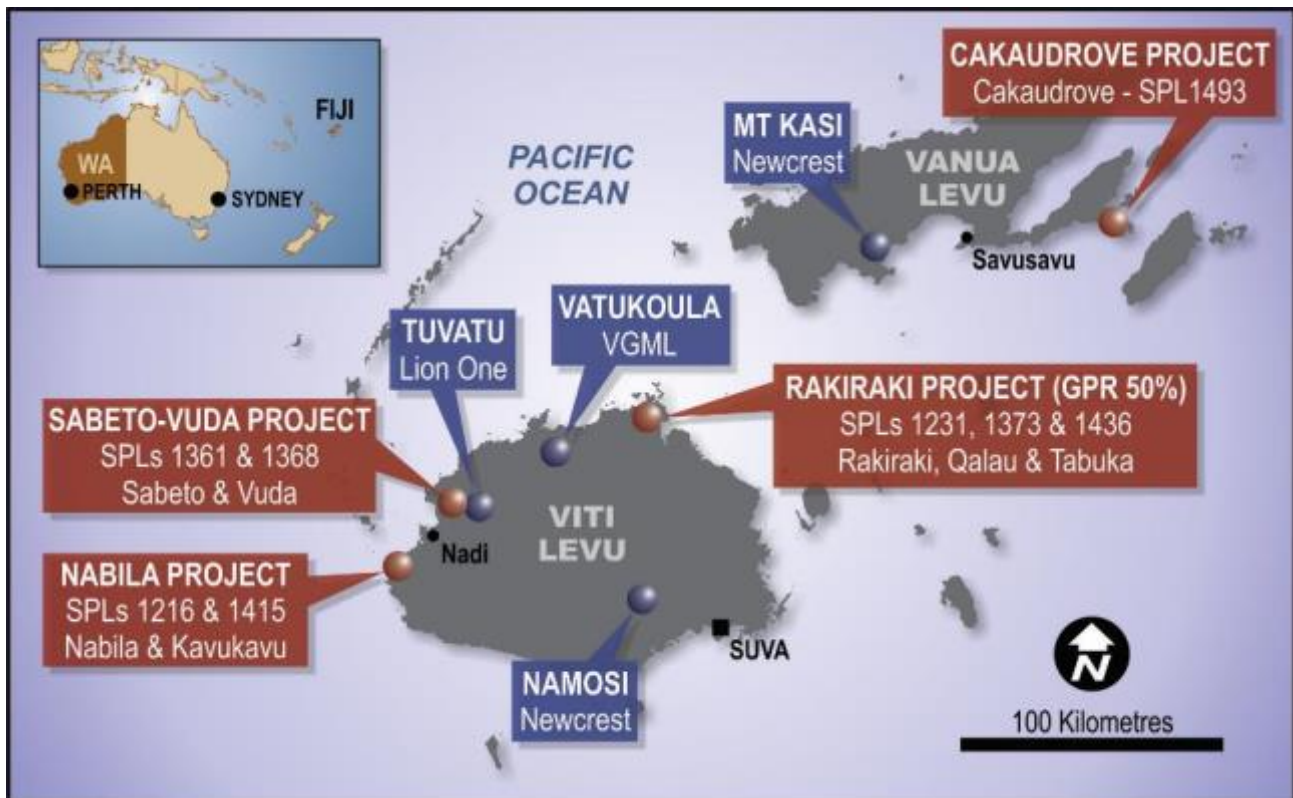 FIJI
WA
PERTH
SYDNEY
PACIFIC
OCEAN
CAKAUDROVE PROJECT
Cakaudrove - SPL1493
MT KASI
Newcrest
VANUA
LEVU
Savusavu
TUVATU
Lion One
VATUKOULA
VGML
SABETO-VUDA PROJECT
SPLs 1361 & 1368
Sabeto & Vuda
RAKIRAKI PROJECT (GPR 50%)
SPLs 1231, 1373 & 1436
Rakiraki, Qalau & Tabuka
VITI
LEVU
Nadi
NABILA PROJECT
SPLs 1216 & 1415
Nabila & Kavukavu
SUVA
NAMOSI
Newcrest
N
100 Kilometres